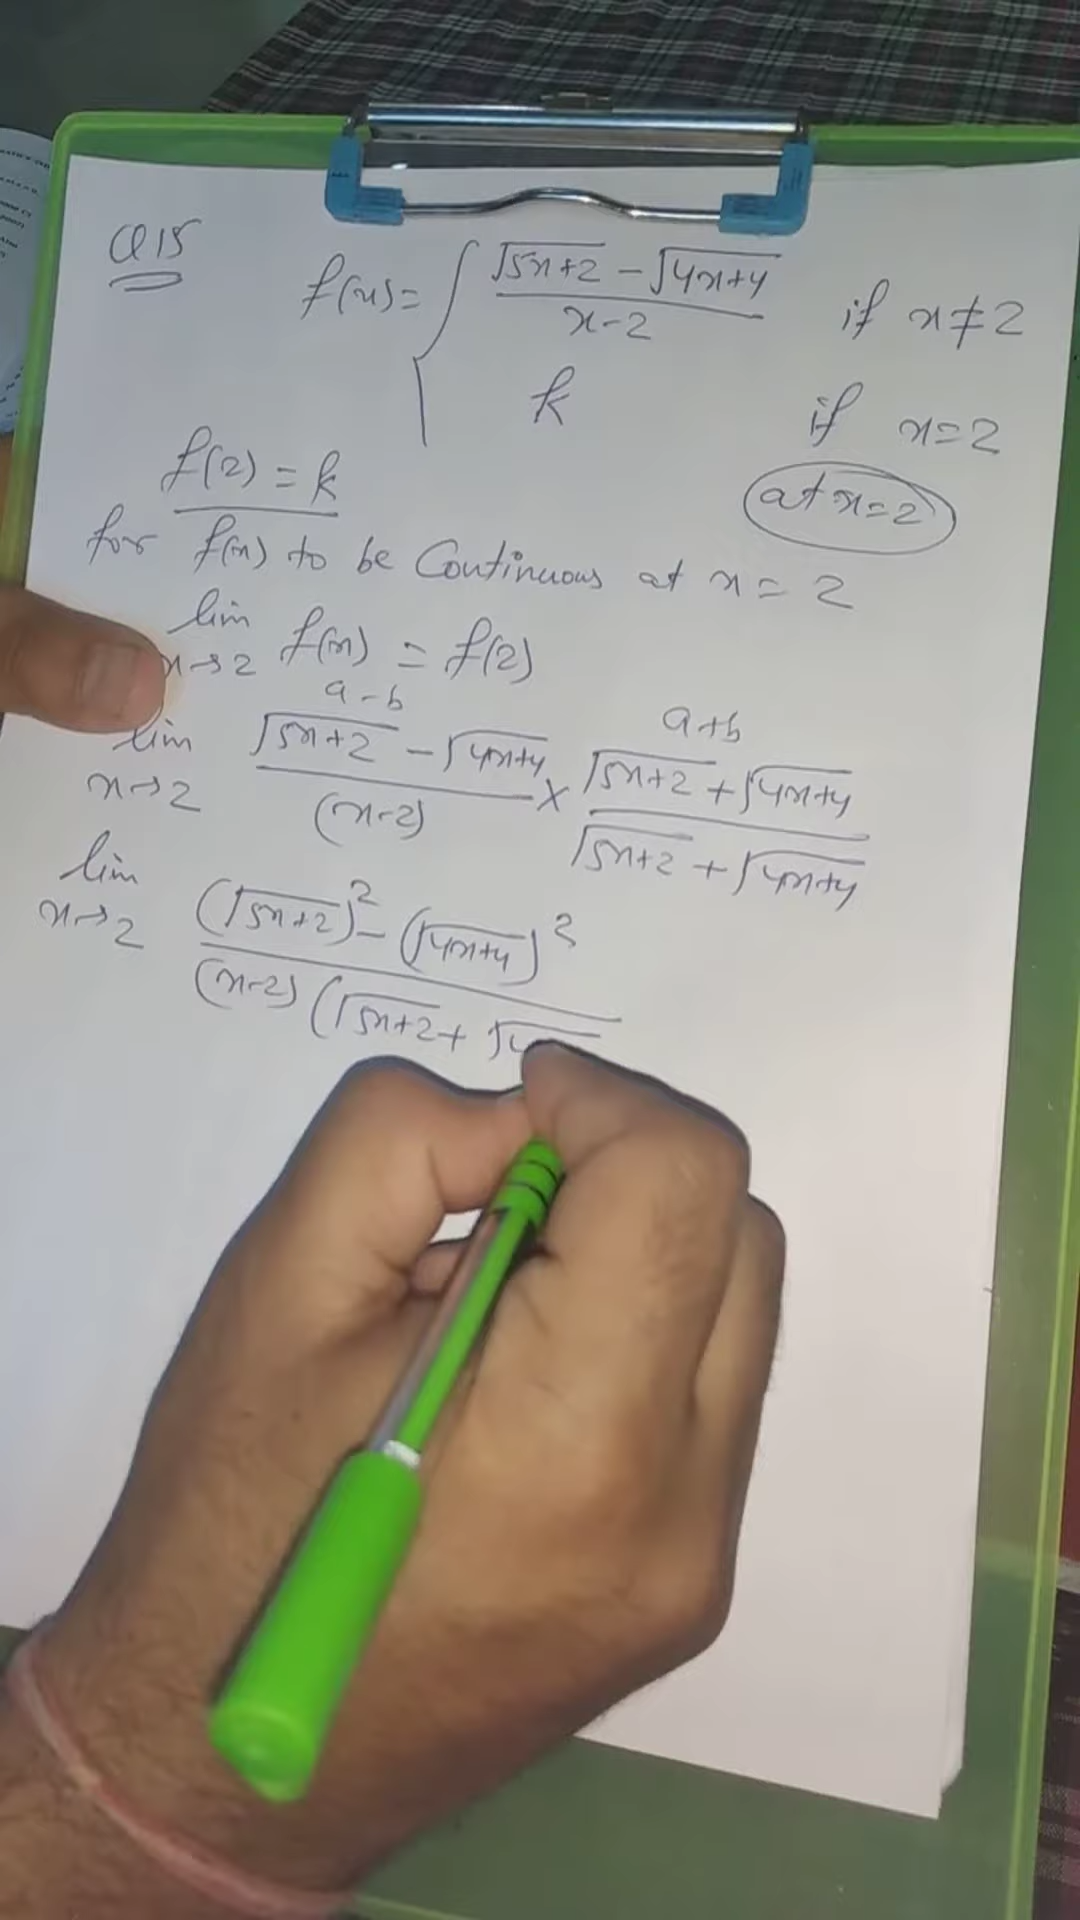 Q15
f(x) = { √5x+2 - √4x+4 / x-2 if x ≠ 2
k if x = 2
f(2) = k
at x = 2
for f(x) to be Continuous at x = 2
lim x→2 f(x) = f(2)
a - b a + b
lim x→2 √5x+2 - √4x+4 / (x-2) × √5x+2 + √4x+4 / √5x+2 + √4x+4
lim x→2 (√5x+2)² - (√4x+4)² / (x-2) (√5x+2 + √4